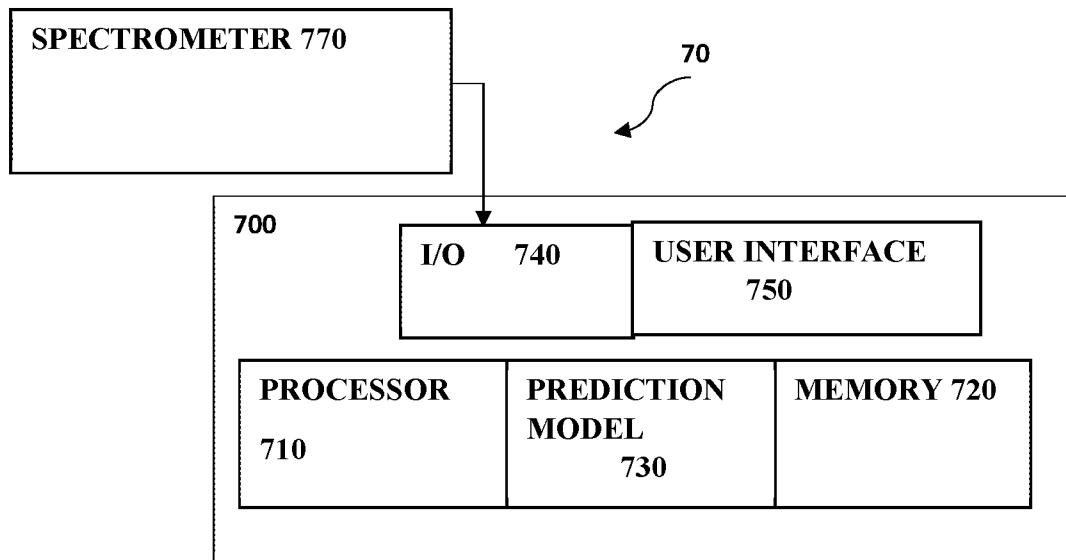 SPECTROMETER 770
70
700
I/O 740
USER INTERFACE
750
PROCESSOR
710
PREDICTION
MODEL
730
MEMORY 720